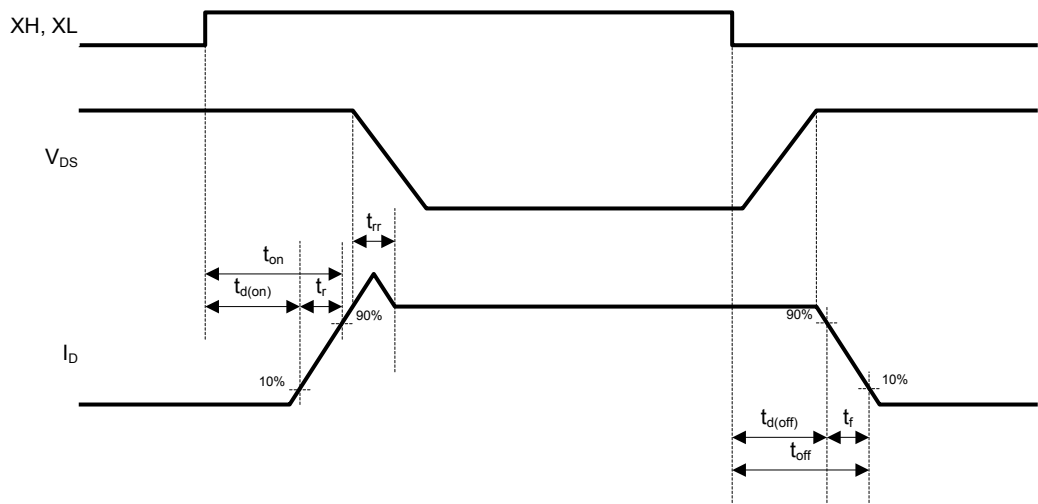 XH, XL
VDS
trr
ton
td(on) tr
90%
90%
ID
10%
10%
td(off) tf
toff